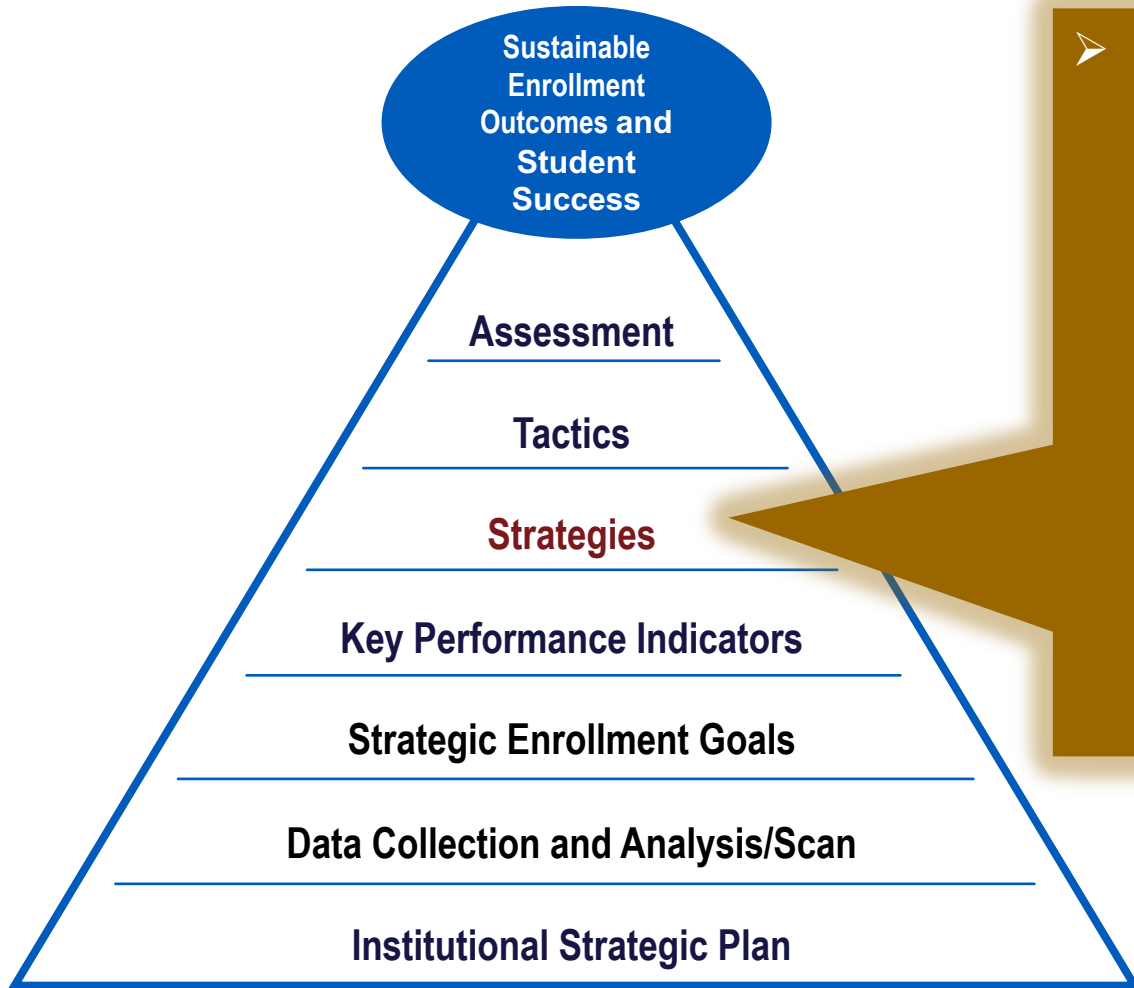 Sustainable
Enrollment
Outcomes and
Student
Success
Assessment
Tactics
Strategies
Key Performance Indicators
Strategic Enrollment Goals
Data Collection and Analysis/Scan
Institutional Strategic Plan